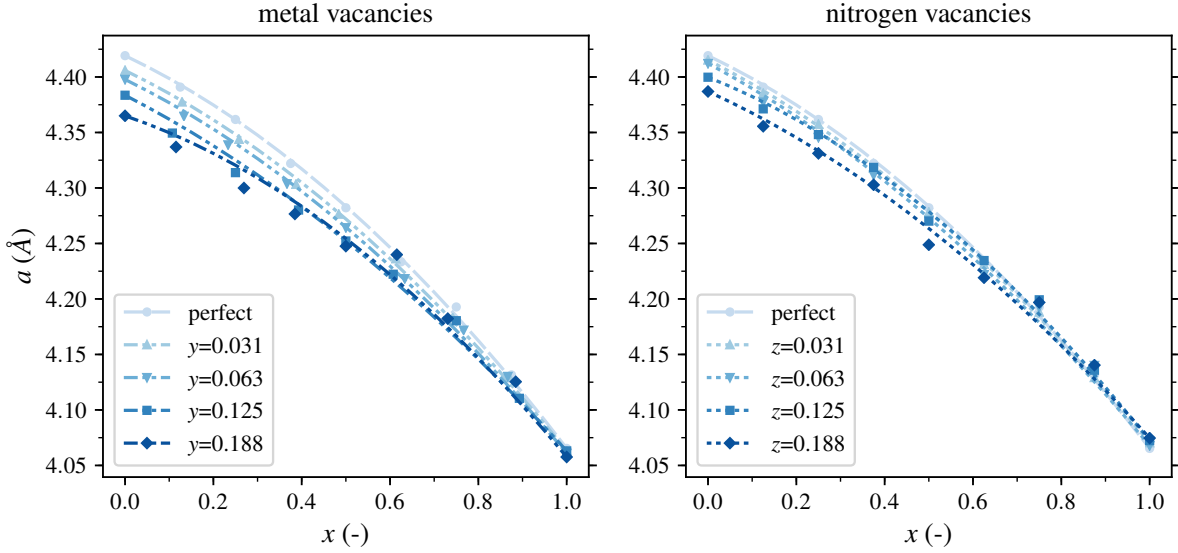 metal vacancies
4.40
4.35
4.30
4.25
4.20
4.15
4.10
4.05
a (Å)
perfect
y=0.031
y=0.063
y=0.125
y=0.188
0.0 0.2 0.4 0.6 0.8 1.0
x (-)
nitrogen vacancies
4.40
4.35
4.30
4.25
4.20
4.15
4.10
4.05
perfect
z=0.031
z=0.063
z=0.125
z=0.188
0.0 0.2 0.4 0.6 0.8 1.0
x (-)